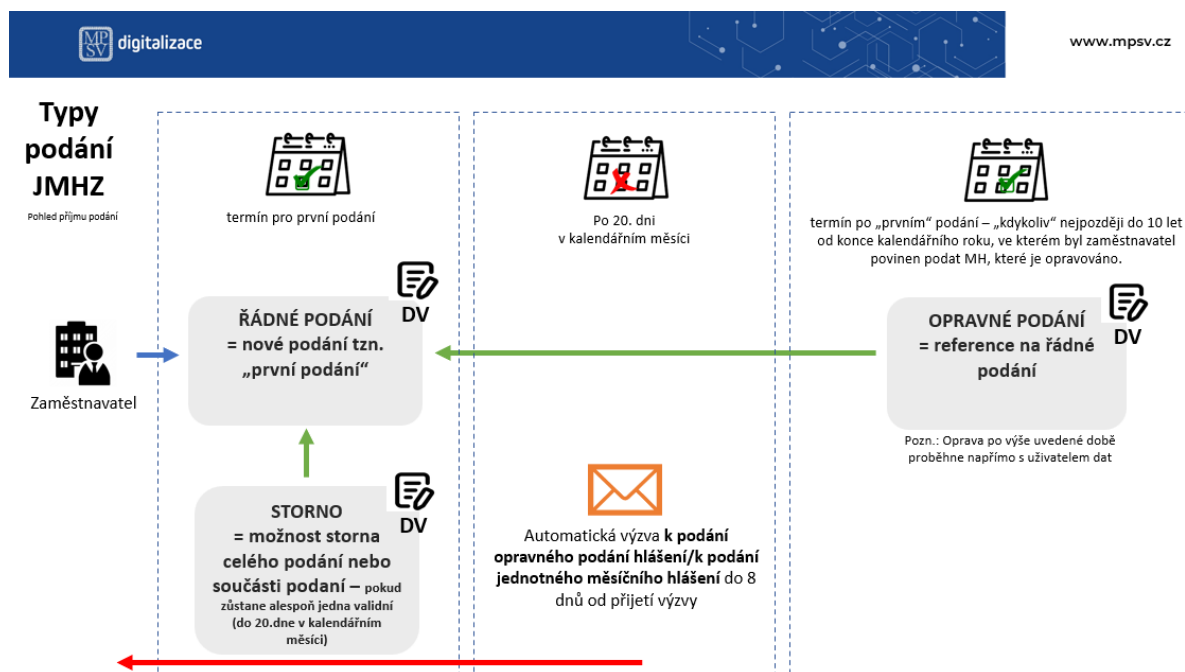 MP
SV
digitalizace
www.mpsv.cz
Typy
podání
JMHZ
Pohled příjmu podání
termín pro první podání
Po 20. dni
v kalendářním měsíci
termín po „prvním“ podání – „kdykoliv“ nejpozději do 10 let
od konce kalendářního roku, ve kterém byl zaměstnavatel
povinen podat MH, které je opravováno.
Zaměstnavatel
ŘÁDNÉ PODÁNÍ
= nové podání tzn.
„první podání“
DV
OPRAVNÉ PODÁNÍ
= reference na řádné
podání
DV
Pozn.: Oprava po výše uvedené době
proběhne napřímo s uživatelem dat
STORNO
= možnost storna
celého podání nebo
součásti podaní – pokud
zůstane alespoň jedna validní
(do 20.dne v kalendářním
měsíci)
DV
Automatická výzva k podání
opravného podání hlášení/k podání
jednotného měsíčního hlášení do 8
dnů od přijetí výzvy